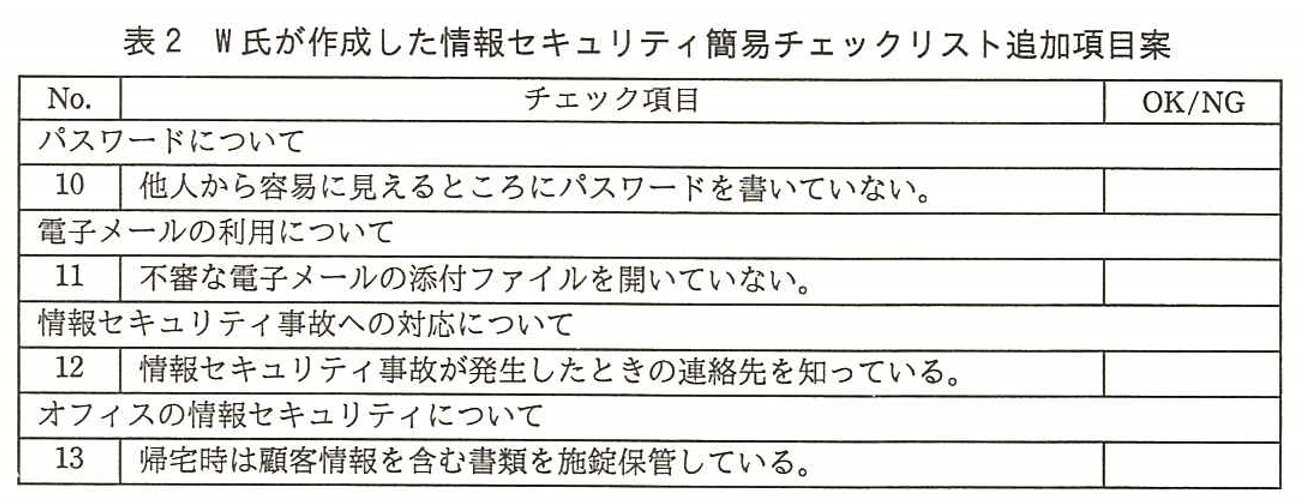 表2 W氏が作成した情報セキュリティ簡易チェックリスト追加項目案
No. チェック項目 OK/NG
パスワードについて
10 他人から容易に見えるところにパスワードを書いていない。
電子メールの利用について
11 不審な電子メールの添付ファイルを開いていない。
情報セキュリティ事故への対応について
12 情報セキュリティ事故が発生したときの連絡先を知っている。
オフィスの情報セキュリティについて
13 帰宅時は顧客情報を含む書類を施錠保管している。